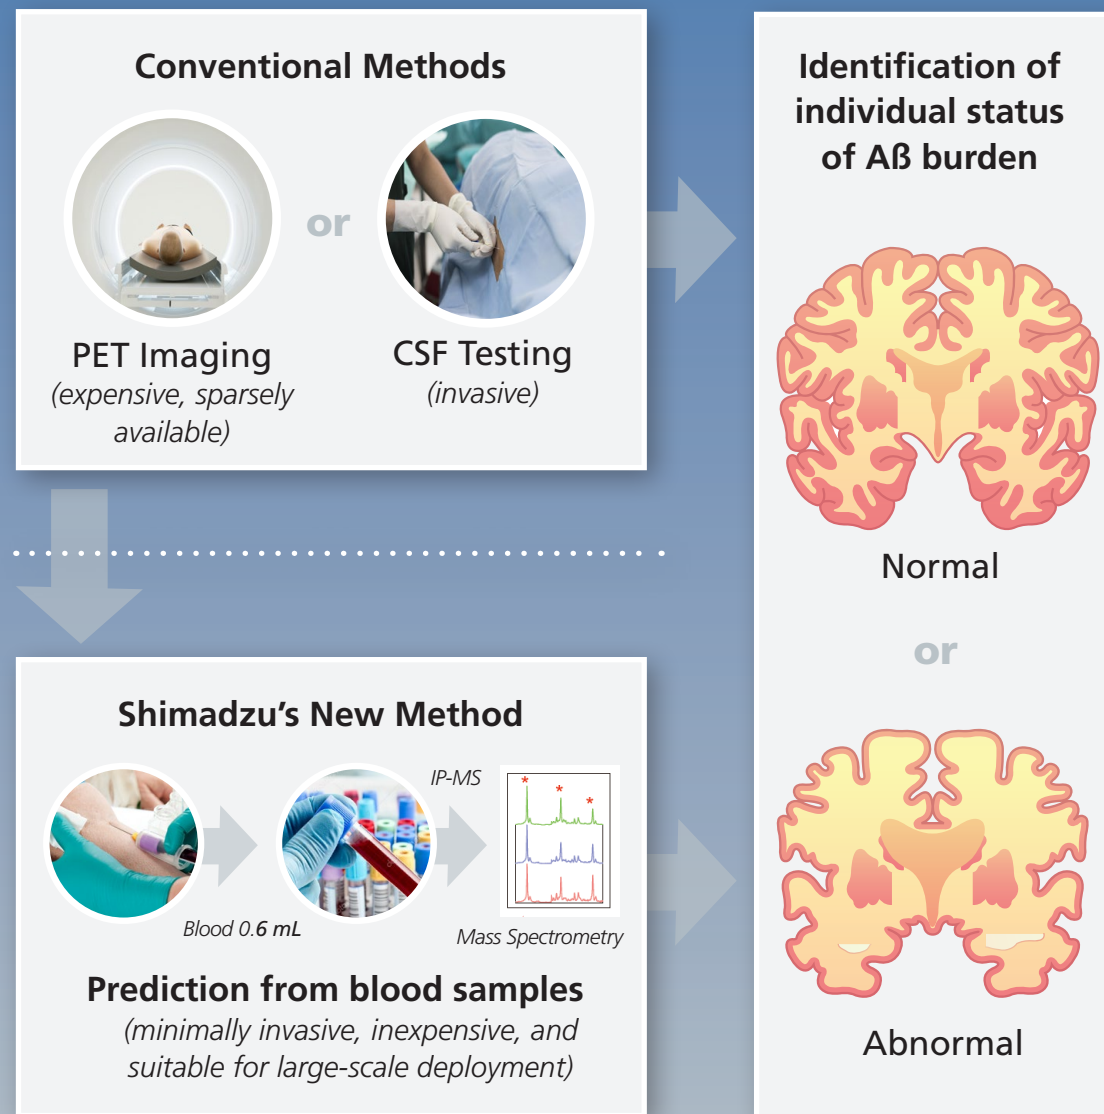 Conventional Methods
or
PET Imaging
(expensive, sparsely
available)
CSF Testing
(invasive)
Shimadzu's New Method
IP-MS
* * *
Blood 0.6 mL
Mass Spectrometry
Prediction from blood samples
(minimally invasive, inexpensive, and
suitable for large-scale deployment)
Identification of
individual status
of Aß burden
Normal
or
Abnormal